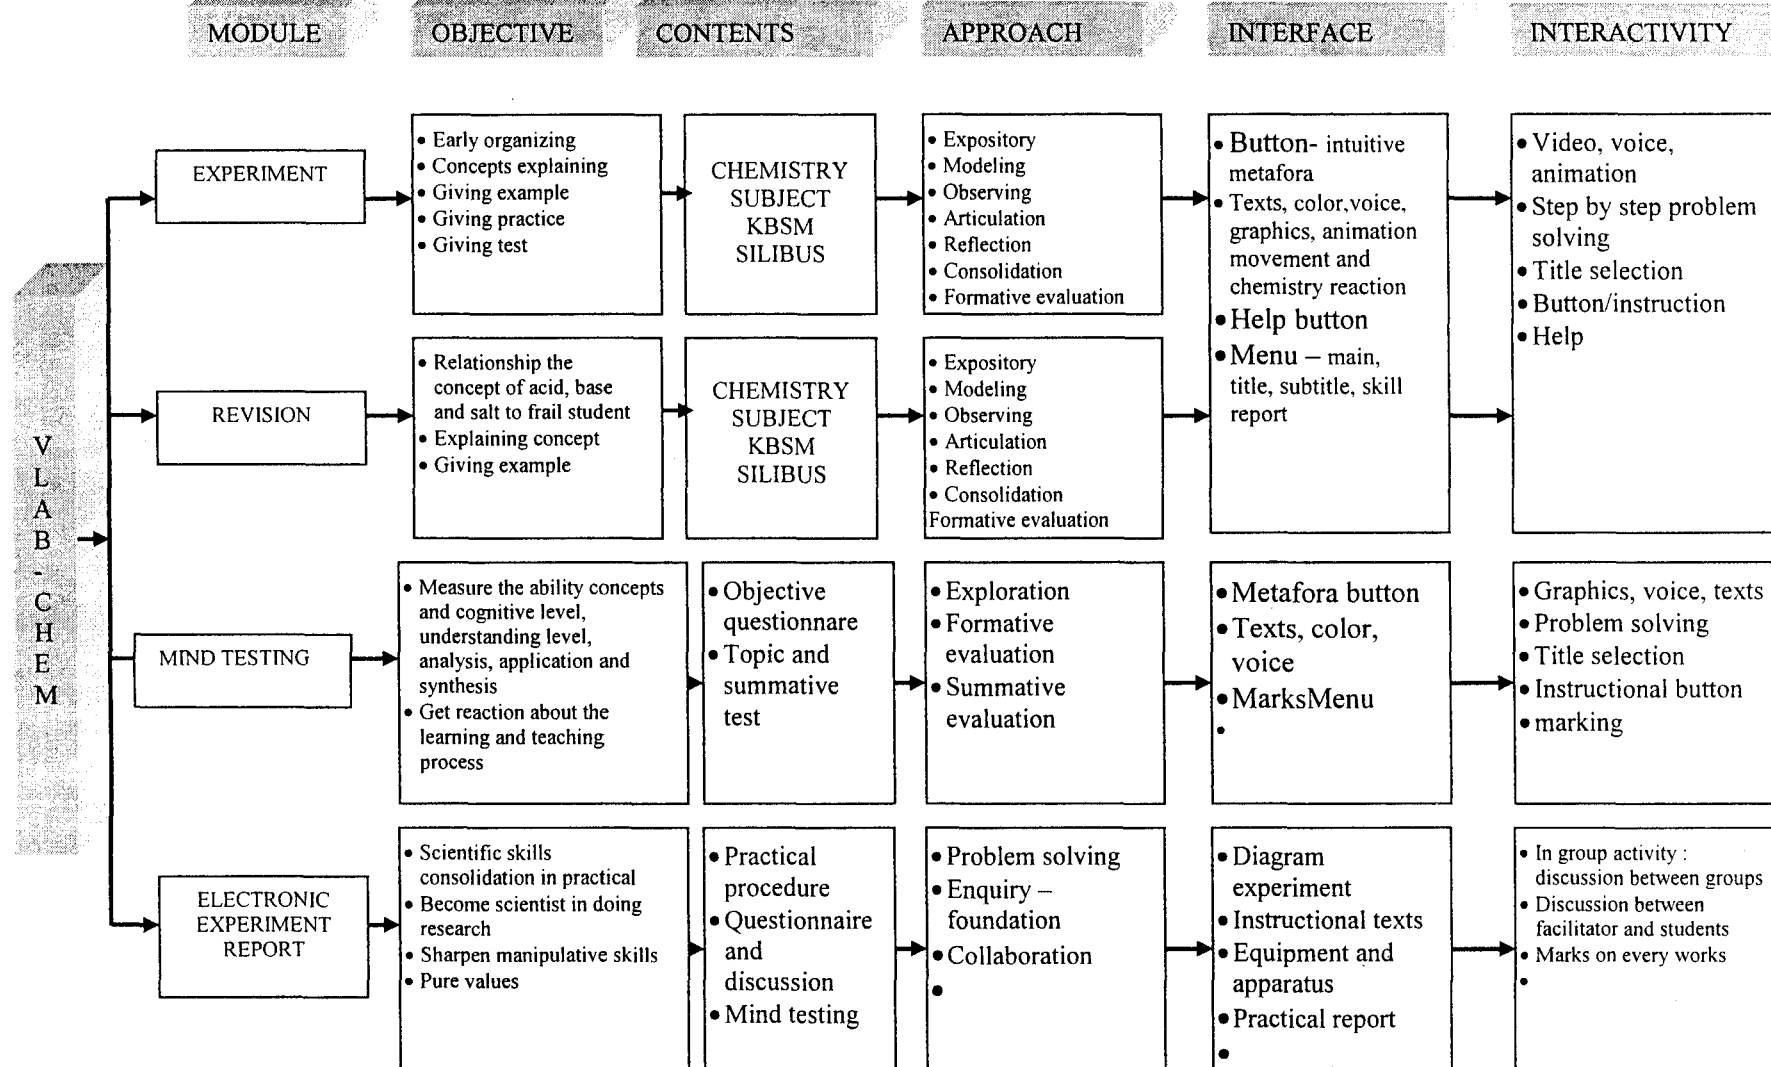 MODULE
OBJECTIVE
CONTENTS
APPROACH
INTERFACE
INTERACTIVITY
VLAB-CHEM
EXPERIMENT
• Early organizing
• Concepts explaining
• Giving example
• Giving practice
• Giving test
CHEMISTRY
SUBJECT
KBSM
SILIBUS
• Expository
• Modeling
• Observing
• Articulation
• Reflection
• Consolidation
• Formative evaluation
• Button- intuitive
metafora
• Texts, color,voice,
graphics, animation
movement and
chemistry reaction
• Help button
• Menu – main,
title, subtitle, skill
report
• Video, voice,
animation
• Step by step problem
solving
• Title selection
• Button/instruction
• Help
REVISION
• Relationship the
concept of acid, base
and salt to frail student
• Explaining concept
• Giving example
CHEMISTRY
SUBJECT
KBSM
SILIBUS
• Expository
• Modeling
• Observing
• Articulation
• Reflection
• Consolidation
Formative evaluation
MIND TESTING
• Measure the ability concepts
and cognitive level,
understanding level,
analysis, application and
synthesis
• Get reaction about the
learning and teaching
process
• Objective
questionnare
• Topic and
summative
test
• Exploration
• Formative
evaluation
• Summative
evaluation
• Metafora button
• Texts, color,
voice
• MarksMenu
•
• Graphics, voice, texts
• Problem solving
• Title selection
• Instructional button
• marking
ELECTRONIC
EXPERIMENT
REPORT
• Scientific skills
consolidation in practical
• Become scientist in doing
research
• Sharpen manipulative skills
• Pure values
• Practical
procedure
• Questionnaire
and
discussion
• Mind testing
• Problem solving
• Enquiry –
foundation
• Collaboration
•
• Diagram
experiment
• Instructional texts
• Equipment and
apparatus
• Practical report
•
• In group activity :
discussion between groups
• Discussion between
facilitator and students
• Marks on every works
•